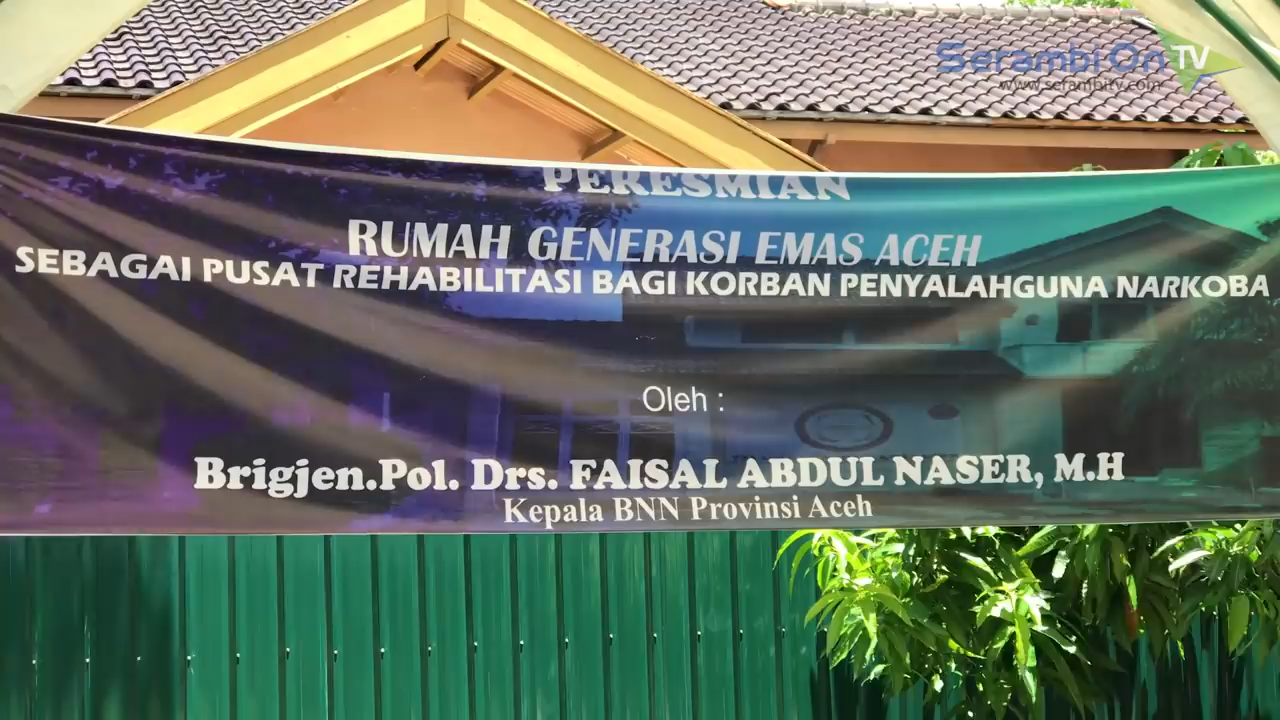 Serambi On TV
www.serambitv.com
PERESMIAN
RUMAH GENERASI EMAS ACEH
SEBAGAI PUSAT REHABILITASI BAGI KORBAN PENYALAHGUNA NARKOBA
Oleh :
Brigjen.Pol. Drs. FAISAL ABDUL NASER, M.H
Kepala BNN Provinsi Aceh